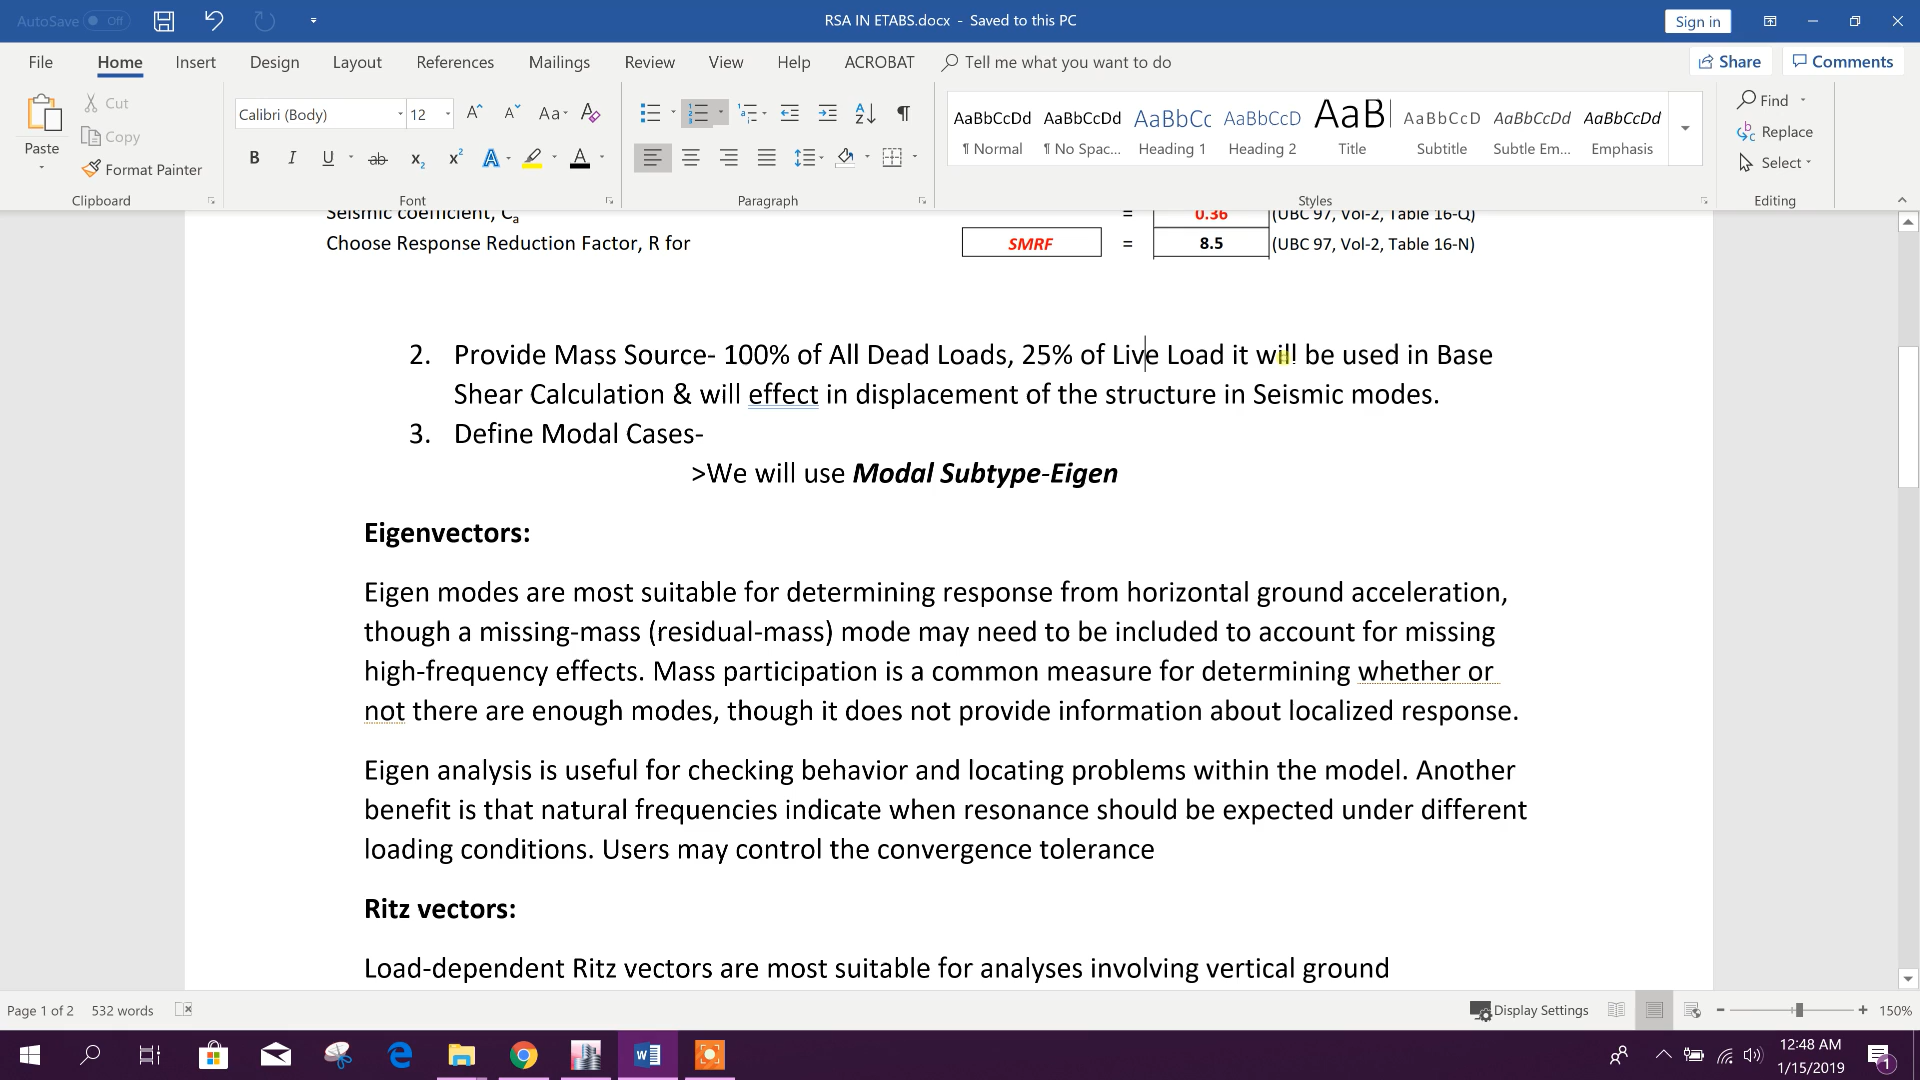 AutoSave Off
RSA IN ETABS.docx - Saved to this PC
Sign in
File Home Insert Design Layout References Mailings Review View Help ACROBAT Tell me what you want to do Share Comments
Paste
Cut
Copy
Format Painter
Clipboard
Calibri (Body) 12
Font
Paragraph
AaBbCcDd AaBbCcDd AaBbCc AaBbCcD AaB AaBbCcD AaBbCcDd AaBbCcDd
¶ Normal ¶ No Spac... Heading 1 Heading 2 Title Subtitle Subtle Em... Emphasis
Styles
Find
Replace
Select
Editing
Seismic coefficient, Ca = 0.36 (UBC 97, Vol-2, Table 16-Q)
Choose Response Reduction Factor, R for SMRF = 8.5 (UBC 97, Vol-2, Table 16-N)
2. Provide Mass Source- 100% of All Dead Loads, 25% of Live Load it will be used in Base
Shear Calculation & will effect in displacement of the structure in Seismic modes.
3. Define Modal Cases-
>We will use Modal Subtype-Eigen
Eigenvectors:
Eigen modes are most suitable for determining response from horizontal ground acceleration,
though a missing-mass (residual-mass) mode may need to be included to account for missing
high-frequency effects. Mass participation is a common measure for determining whether or
not there are enough modes, though it does not provide information about localized response.
Eigen analysis is useful for checking behavior and locating problems within the model. Another
benefit is that natural frequencies indicate when resonance should be expected under different
loading conditions. Users may control the convergence tolerance
Ritz vectors:
Load-dependent Ritz vectors are most suitable for analyses involving vertical ground
Page 1 of 2 532 words
Display Settings
150%
12:48 AM
1/15/2019
1